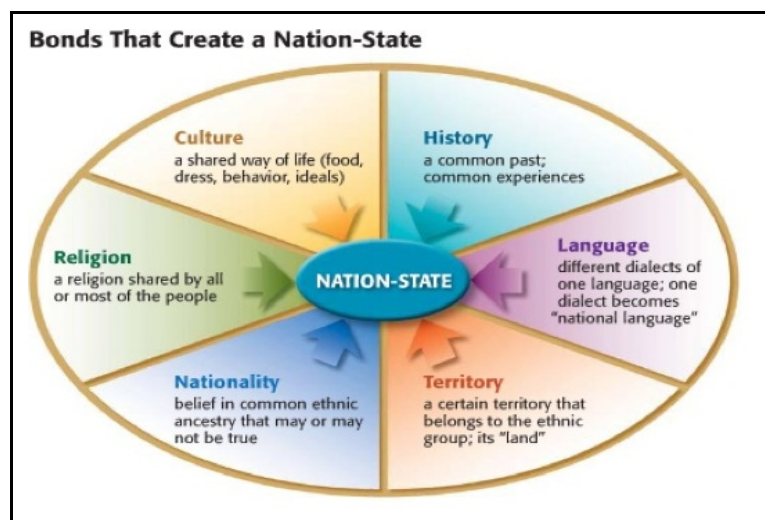 Bonds That Create a Nation-State
Culture
a shared way of life (food,
dress, behavior, ideals)
History
a common past;
common experiences
Religion
a religion shared by all
or most of the people
NATION-STATE
Language
different dialects of
one language; one
dialect becomes
“national language”
Nationality
belief in common ethnic
ancestry that may or may
not be true
Territory
a certain territory that
belongs to the ethnic
group; its “land”